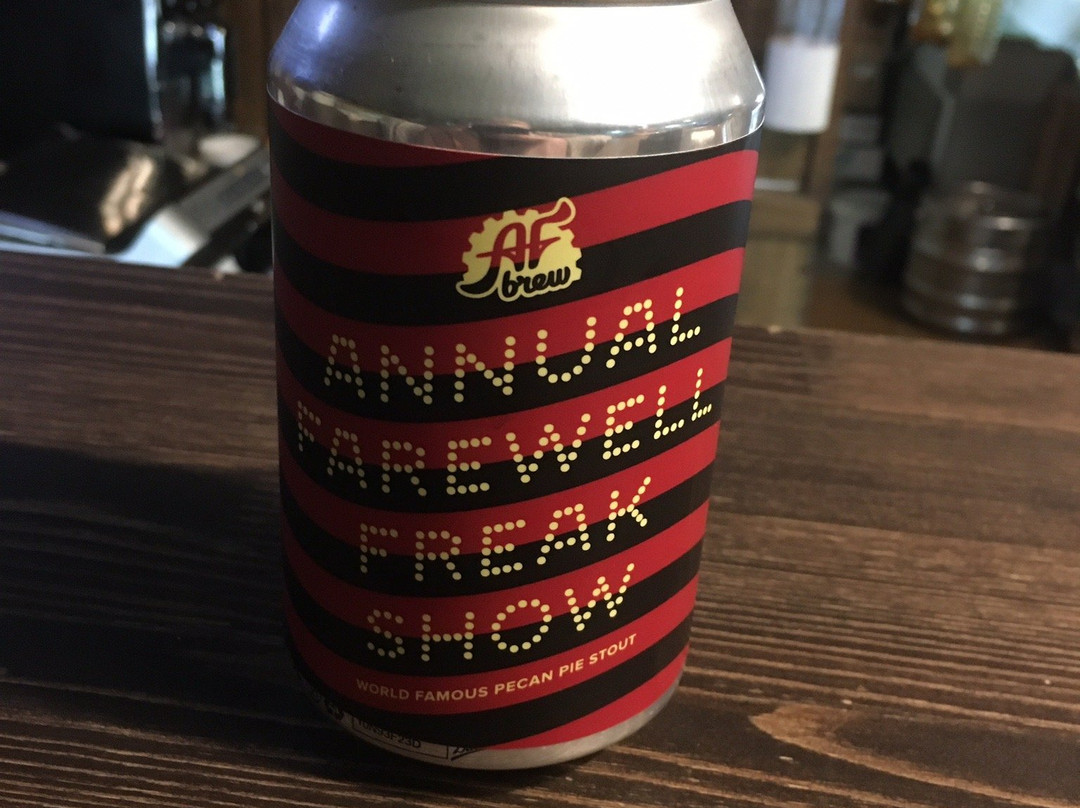 AF
brew
ANNUAL
FAREWELL
FREAK
SHOW
WORLD FAMOUS PECAN PIE STOUT